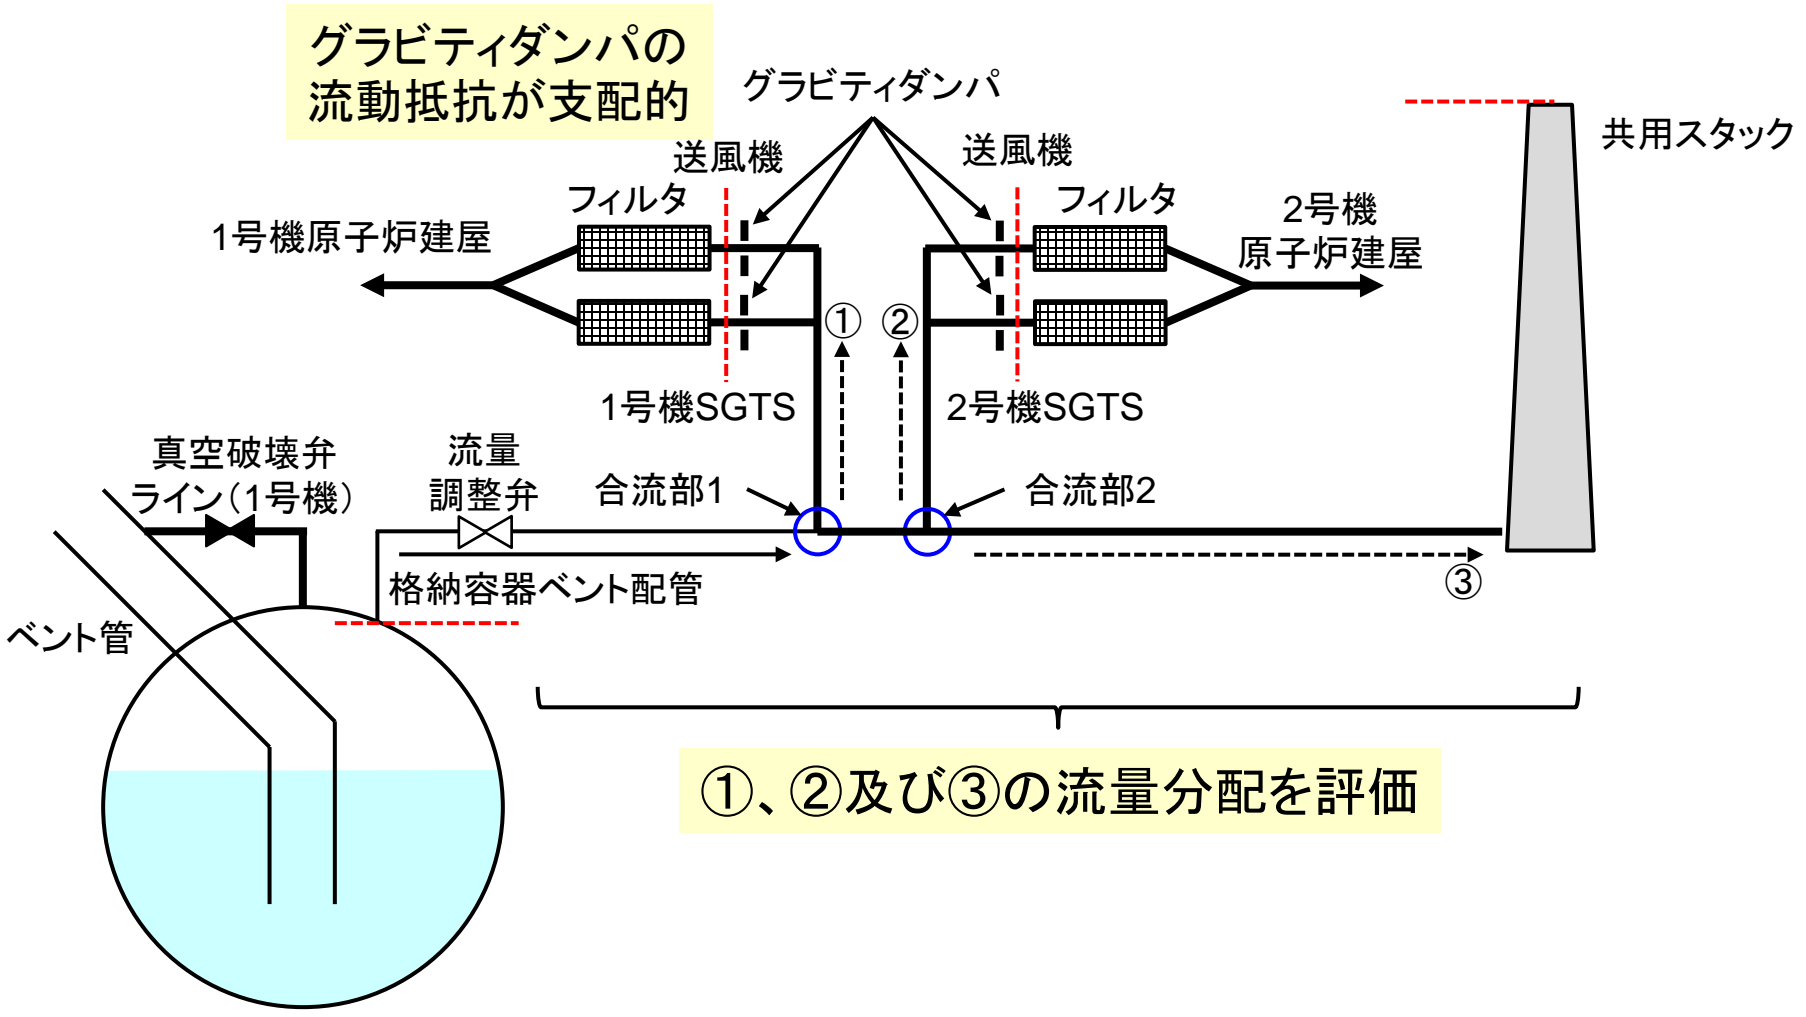 グラビティダンパの
流動抵抗が支配的
グラビティダンパ
送風機
送風機
共用スタック
フィルタ
フィルタ
1号機原子炉建屋
2号機
原子炉建屋
①
②
1号機SGTS
2号機SGTS
真空破壊弁
ライン（1号機）
流量
調整弁
合流部1
合流部2
格納容器ベント配管
③
ベント管
①、②及び③の流量分配を評価